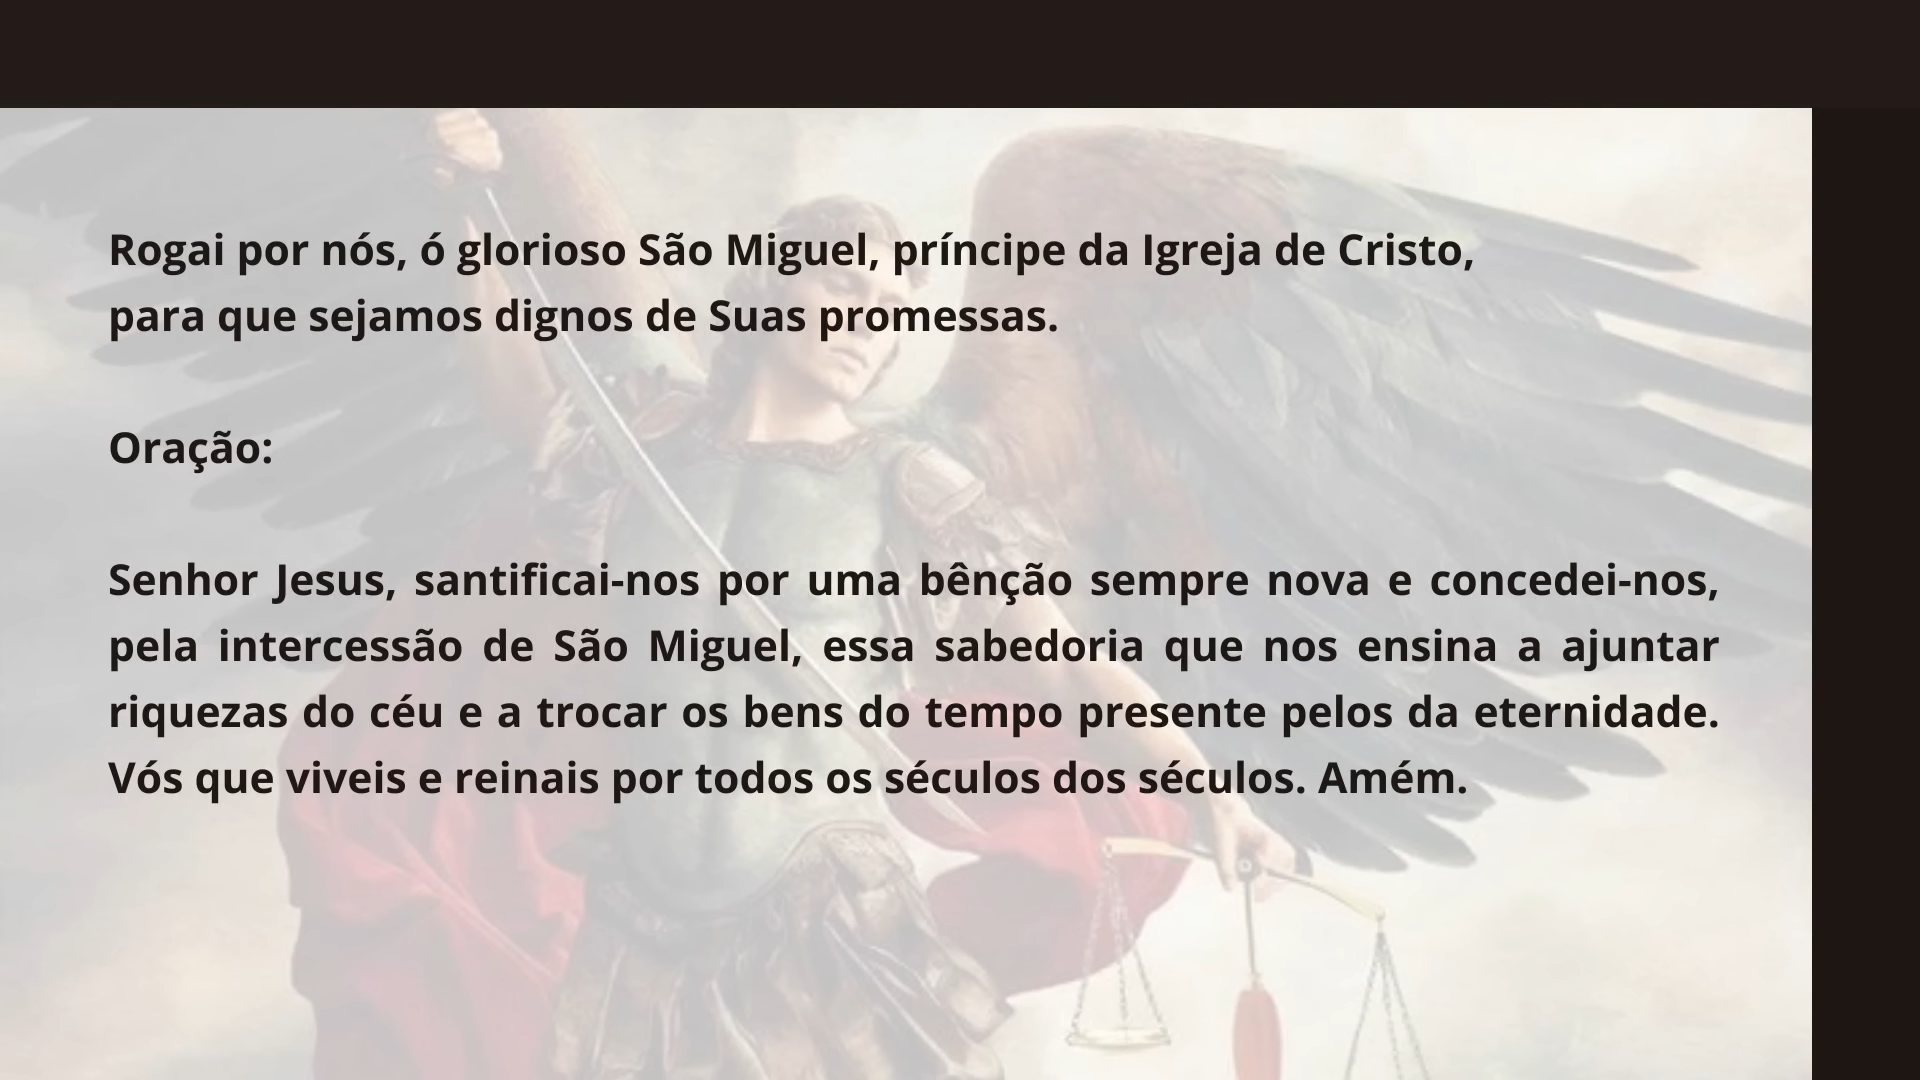 Rogai por nós, ó glorioso São Miguel, príncipe da Igreja de Cristo,
para que sejamos dignos de Suas promessas.
Oração:
Senhor Jesus, santificai-nos por uma bênção sempre nova e concedei-nos,
pela intercessão de São Miguel, essa sabedoria que nos ensina a ajuntar
riquezas do céu e a trocar os bens do tempo presente pelos da eternidade.
Vós que viveis e reinais por todos os séculos dos séculos. Amém.